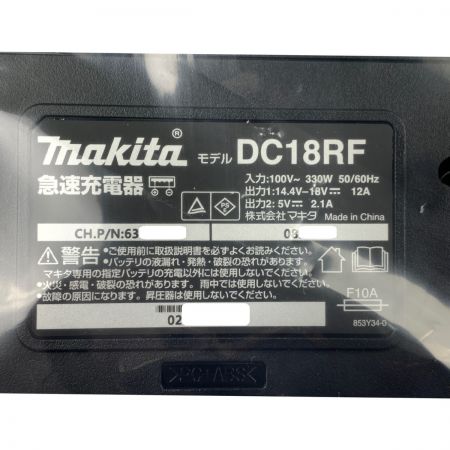 makita® モデル DC18RF
急速充電器
入力:100V~ 330W 50/60Hz
出力1:14.4V-18V⎓ 12A
出力2: 5V⎓ 2.1A
株式会社マキタ Made in China
CH.P/N:63
⚠警告
•ご使用前に取扱説明書を必ずよくお読みください。
•バッテリの液漏れ・発熱・破裂の恐れがあります。
マキタ専用の指定バッテリの充電以外には使用しないでください。
•火災・感電・破裂の恐れあり。雨中では使用しないでください。
•故障の原因になります。昇圧器は使用しないでください。
F10A
853Y34-0
02
>PC+ABS<